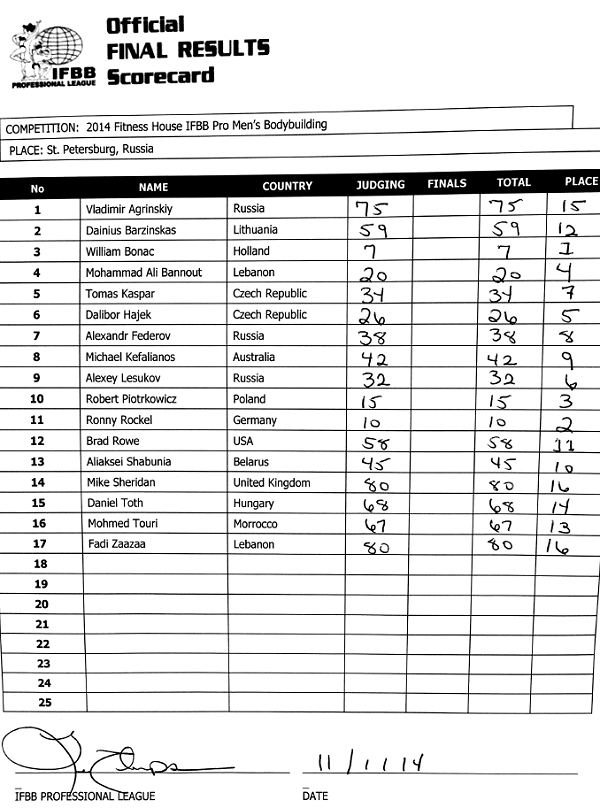 Official
FINAL RESULTS
Scorecard
IFBB
PROFESSIONAL LEAGUE
COMPETITION: 2014 Fitness House IFBB Pro Men's Bodybuilding
PLACE: St. Petersburg, Russia
No NAME COUNTRY JUDGING FINALS TOTAL PLACE
1 Vladimir Agrinskiy Russia 75 75 15
2 Dainius Barzinskas Lithuania 59 59 12
3 William Bonac Holland 7 7 1
4 Mohammad Ali Bannout Lebanon 20 20 4
5 Tomas Kaspar Czech Republic 34 34 7
6 Dalibor Hajek Czech Republic 26 26 5
7 Alexandr Federov Russia 38 38 8
8 Michael Kefalianos Australia 42 42 9
9 Alexey Lesukov Russia 32 32 6
10 Robert Piotrkowicz Poland 15 15 3
11 Ronny Rockel Germany 10 10 2
12 Brad Rowe USA 58 58 11
13 Aliaksei Shabunia Belarus 45 45 10
14 Mike Sheridan United Kingdom 80 80 16
15 Daniel Toth Hungary 68 68 14
16 Mohmed Touri Morrocco 67 67 13
17 Fadi Zaazaa Lebanon 80 80 16
18
19
20
21
22
23
24
25
11/1/14
IFBB PROFESSIONAL LEAGUE DATE